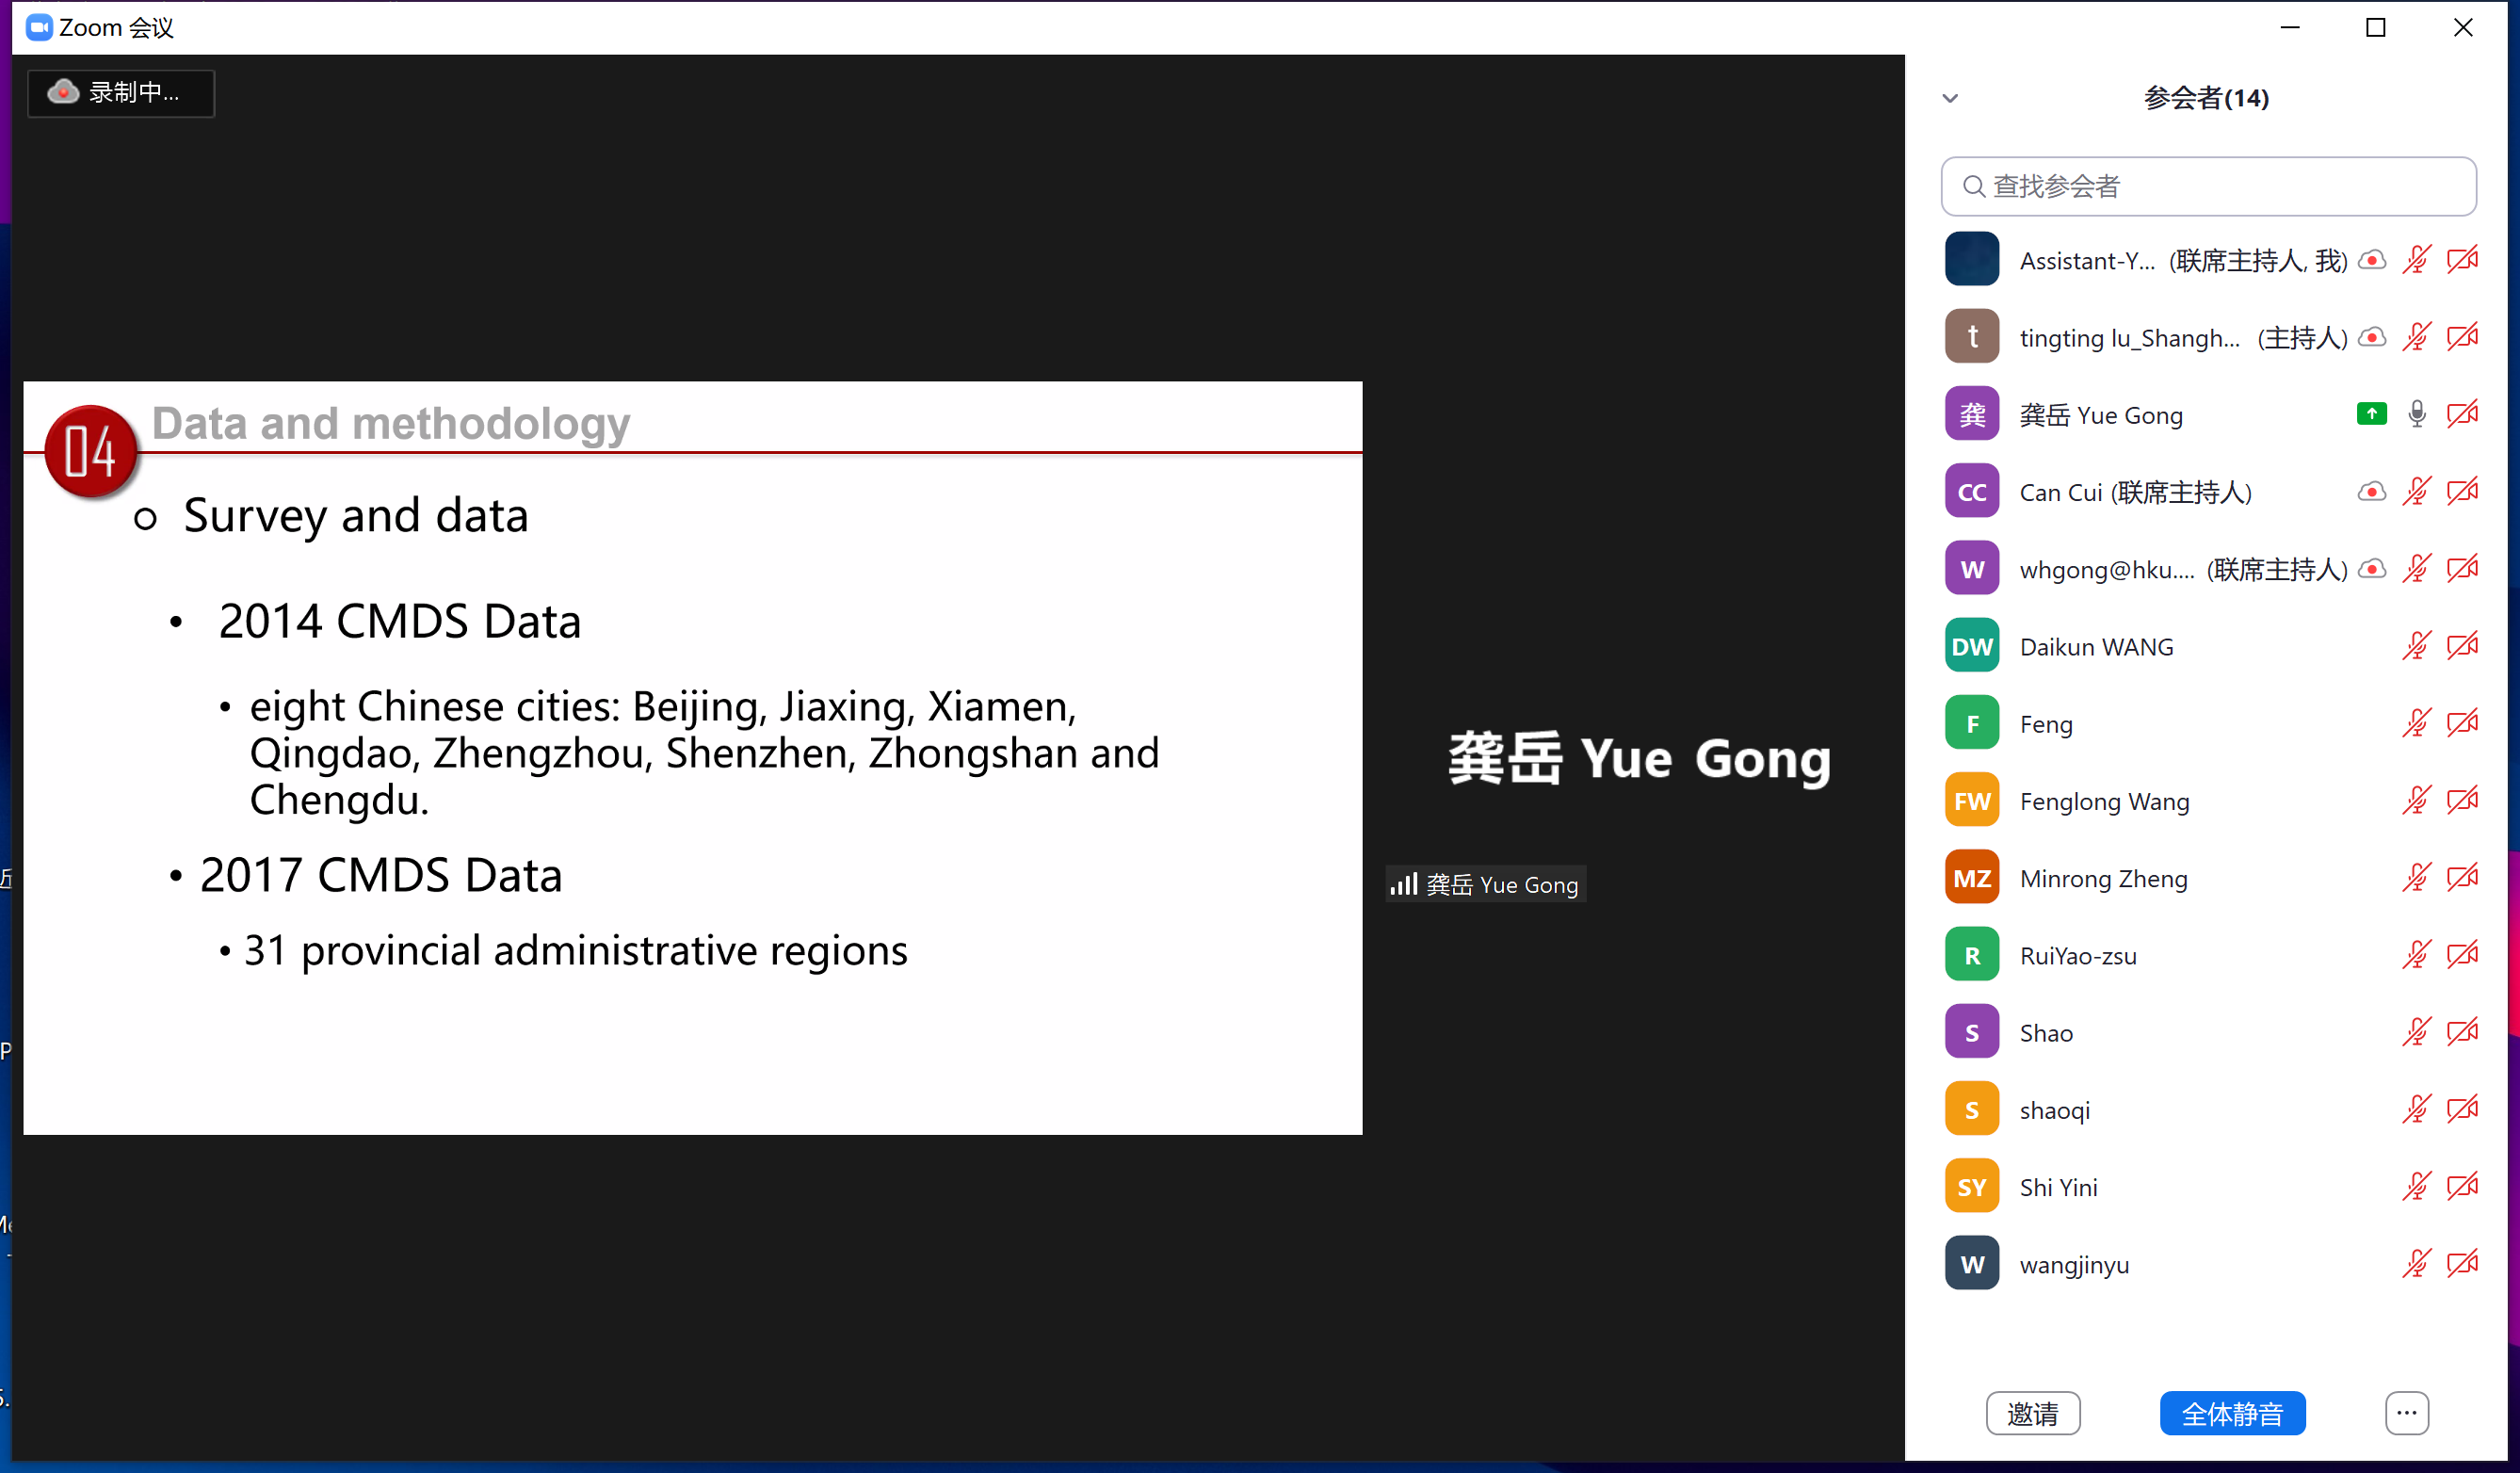 Zoom 会议
录制中...
04
Data and methodology
Survey and data
• 2014 CMDS Data
• eight Chinese cities: Beijing, Jiaxing, Xiamen,
Qingdao, Zhengzhou, Shenzhen, Zhongshan and
Chengdu.
• 2017 CMDS Data
• 31 provincial administrative regions
龚岳 Yue Gong
龚岳 Yue Gong
参会者(14)
查找参会者
Assistant-Y... (联席主持人, 我)
t tingting lu_Shangh... (主持人)
龚 龚岳 Yue Gong
CC Can Cui (联席主持人)
W whgong@hku.... (联席主持人)
DW Daikun WANG
F Feng
FW Fenglong Wang
MZ Minrong Zheng
R RuiYao-zsu
S Shao
S shaoqi
SY Shi Yini
W wangjinyu
邀请
全体静音
...